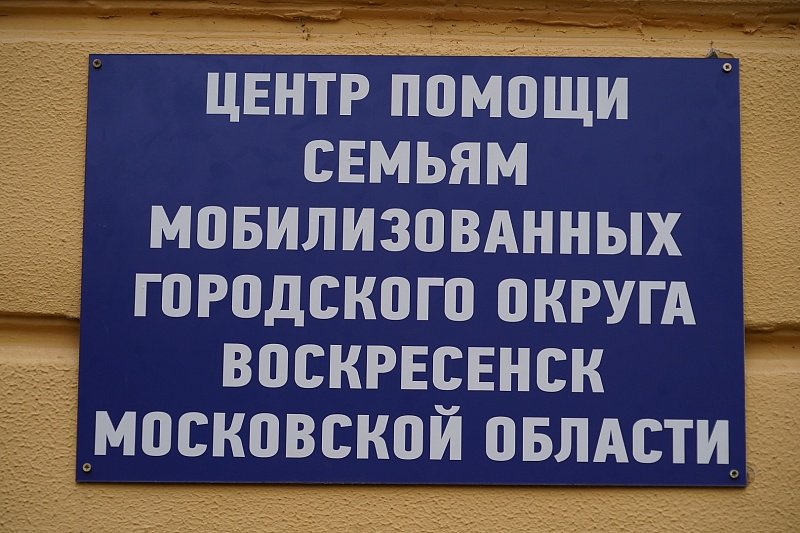 ЦЕНТР ПОМОЩИ
СЕМЬЯМ
МОБИЛИЗОВАННЫХ
ГОРОДСКОГО ОКРУГА
ВОСКРЕСЕНСК
МОСКОВСКОЙ ОБЛАСТИ